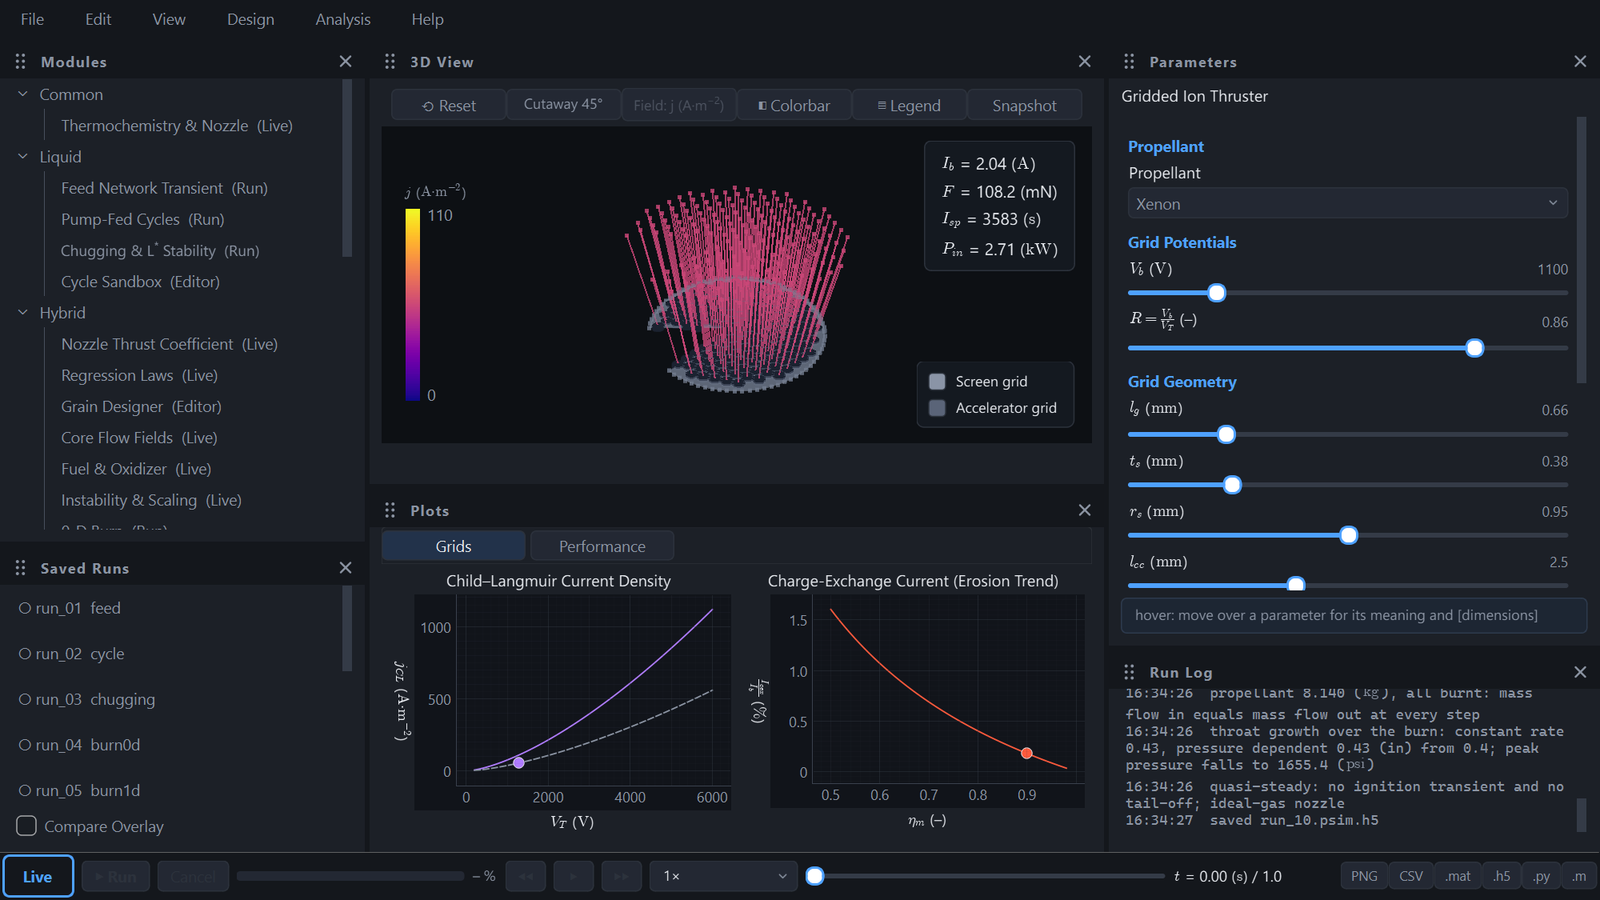 File Edit View Design Analysis Help
Modules
Common
Thermochemistry & Nozzle (Live)
Liquid
Feed Network Transient (Run)
Pump-Fed Cycles (Run)
Chugging & L* Stability (Run)
Cycle Sandbox (Editor)
Hybrid
Nozzle Thrust Coefficient (Live)
Regression Laws (Live)
Grain Designer (Editor)
Core Flow Fields (Live)
Fuel & Oxidizer (Live)
Instability & Scaling (Live)
0-D Burn (Run)
Saved Runs
run_01 feed
run_02 cycle
run_03 chugging
run_04 burn0d
run_05 burn1d
Compare Overlay
3D View
Reset Cutaway 45° Field: j (A·m⁻²) Colorbar Legend Snapshot
j (A·m⁻²)
110
0
I_b = 2.04 (A)
F = 108.2 (mN)
I_sp = 3583 (s)
P_in = 2.71 (kW)
Screen grid
Accelerator grid
Plots
Grids Performance
Child–Langmuir Current Density
1000
500
0
0 2000 4000 6000
j_CL (A·m⁻²)
V_T (V)
Charge-Exchange Current (Erosion Trend)
1.5
1.0
0.5
0
0.5 0.6 0.7 0.8 0.9
(%)
η_m (–)
Parameters
Gridded Ion Thruster
Propellant
Propellant
Xenon
Grid Potentials
V_b (V) 1100
R = V_b/V_T (–) 0.86
Grid Geometry
l_g (mm) 0.66
t_s (mm) 0.38
r_s (mm) 0.95
l_cc (mm) 2.5
hover: move over a parameter for its meaning and [dimensions]
Run Log
16:34:26 propellant 8.140 (kg), all burnt: mass
flow in equals mass flow out at every step
16:34:26 throat growth over the burn: constant rate
0.43, pressure dependent 0.43 (in) from 0.4; peak
pressure falls to 1655.4 (psi)
16:34:26 quasi-steady: no ignition transient and no
tail-off; ideal-gas nozzle
16:34:27 saved run_10.psim.h5
Live Run Cancel – % 1× t = 0.00 (s) / 1.0 PNG CSV .mat .h5 .py .m